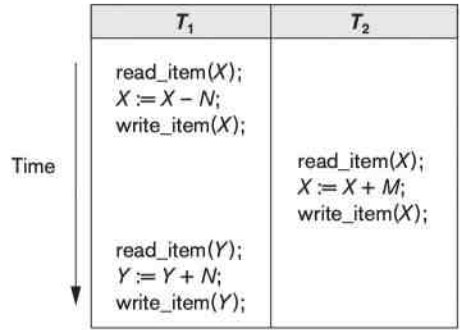 T1 T2
read_item(X);
X := X – N;
write_item(X);
Time
read_item(X);
X := X + M;
write_item(X);
read_item(Y);
Y := Y + N;
write_item(Y);